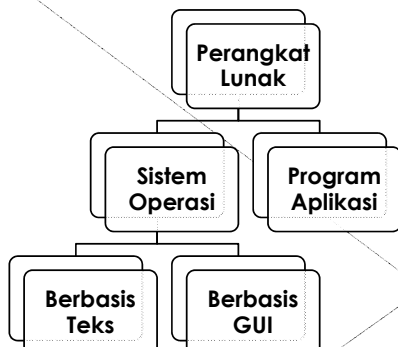 Perangkat
Lunak
Sistem
Operasi
Program
Aplikasi
Berbasis
Teks
Berbasis
GUI